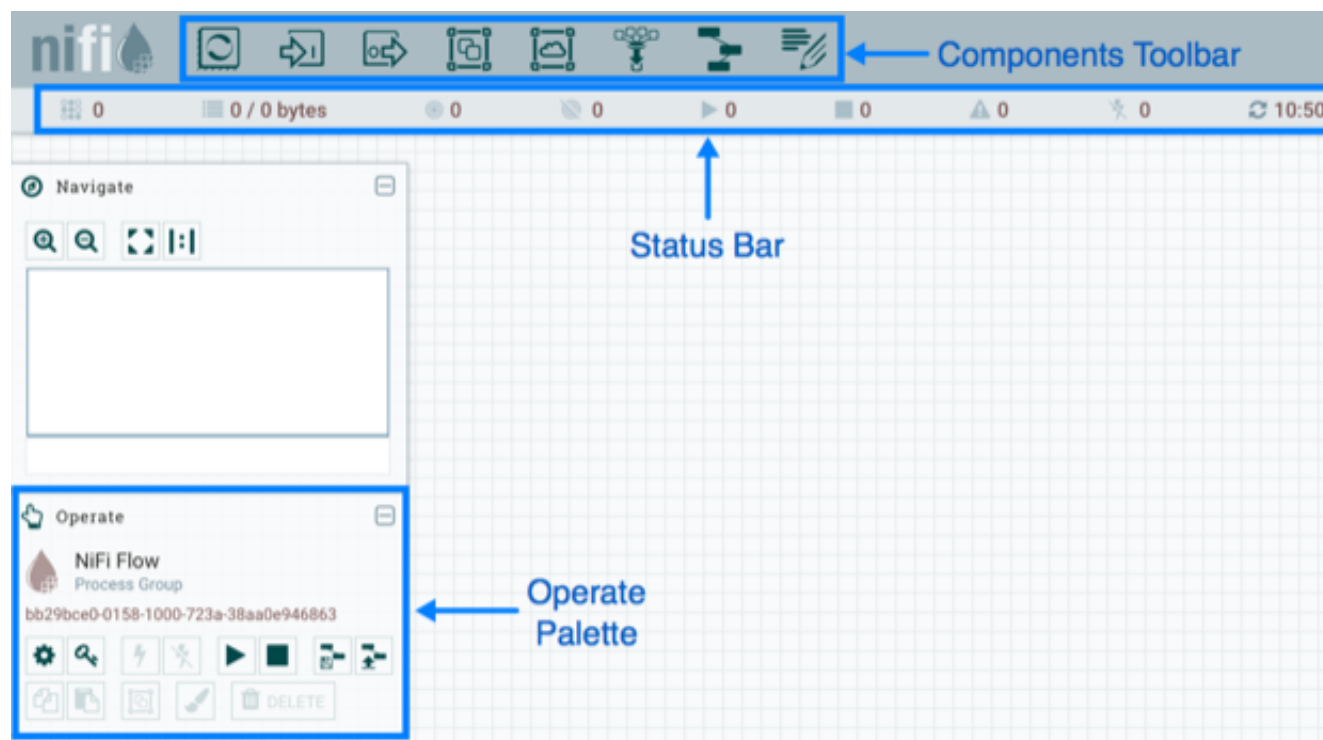 nifi
Components Toolbar
0 0 / 0 bytes 0 0 0 0 0 0 10:50
Navigate
Status Bar
Operate
NiFi Flow
Process Group
bb29bce0-0158-1000-723a-38aa0e946863
Operate
Palette
DELETE